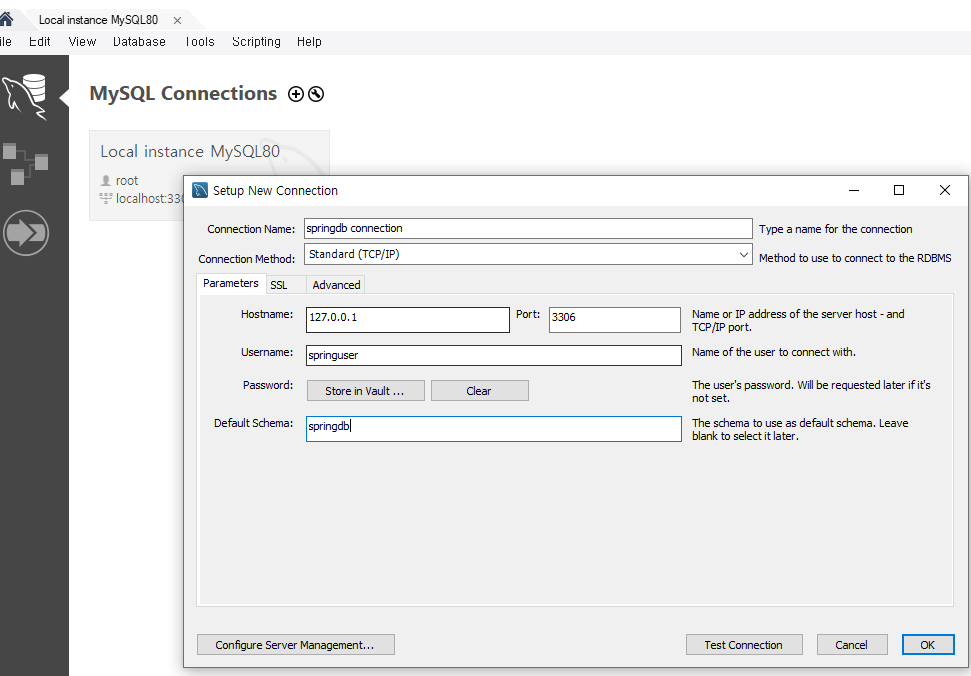 Local instance MySQL80
ile Edit View Database Tools Scripting Help
MySQL Connections
Local instance MySQL80
root
localhost:330
Setup New Connection
Connection Name: springdb connection Type a name for the connection
Connection Method: Standard (TCP/IP) Method to use to connect to the RDBMS
Parameters SSL Advanced
Hostname: 127.0.0.1 Port: 3306 Name or IP address of the server host - and
TCP/IP port.
Username: springuser Name of the user to connect with.
Password: Store in Vault ... Clear The user's password. Will be requested later if it's
not set.
Default Schema: springdb The schema to use as default schema. Leave
blank to select it later.
Configure Server Management... Test Connection Cancel OK